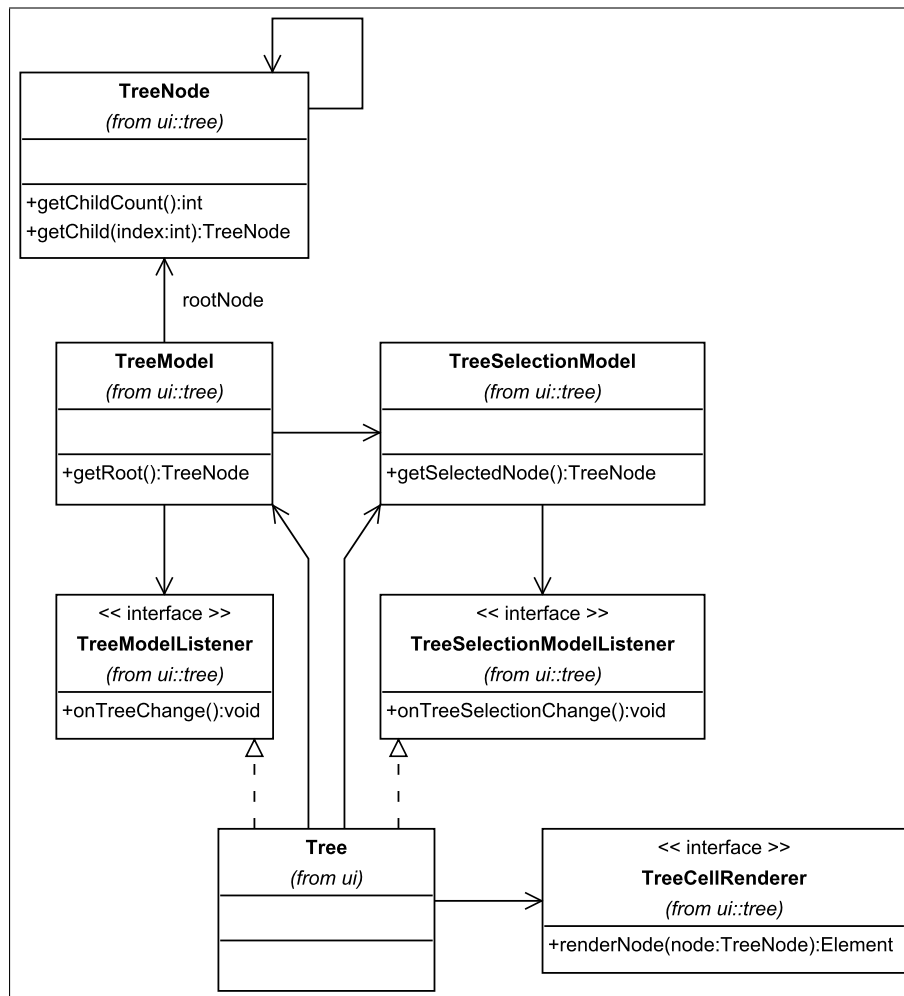 TreeNode
(from ui::tree)
+getChildCount():int
+getChild(index:int):TreeNode
rootNode
TreeModel
(from ui::tree)
+getRoot():TreeNode
TreeSelectionModel
(from ui::tree)
+getSelectedNode():TreeNode
<< interface >>
TreeModelListener
(from ui::tree)
+onTreeChange():void
<< interface >>
TreeSelectionModelListener
(from ui::tree)
+onTreeSelectionChange():void
Tree
(from ui)
<< interface >>
TreeCellRenderer
(from ui::tree)
+renderNode(node:TreeNode):Element